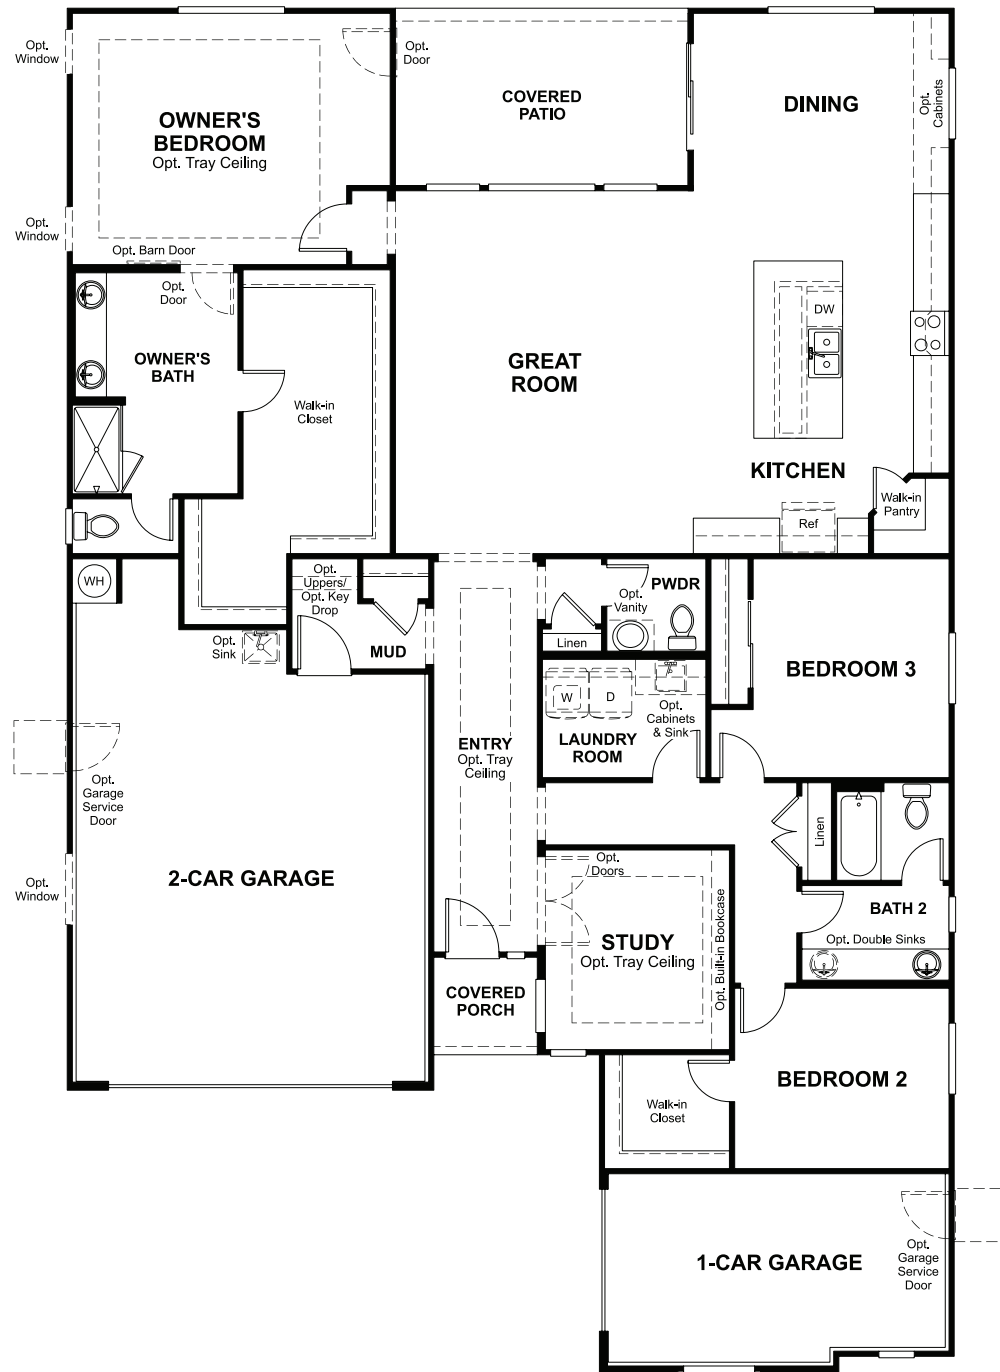 Opt.
Window
Opt.
Door
COVERED
PATIO
DINING
Opt.
Cabinets
OWNER'S
BEDROOM
Opt. Tray Ceiling
Opt.
Window
Opt. Barn Door
Opt.
Door
OWNER'S
BATH
Walk-in
Closet
GREAT
ROOM
DW
KITCHEN
Walk-in
Pantry
Ref
WH
Opt.
Uppers/
Opt. Key
Drop
Opt.
Sink
MUD
Opt.
Vanity
PWDR
Linen
BEDROOM 3
W
D
Opt.
Cabinets
& Sink
LAUNDRY
ROOM
ENTRY
Opt. Tray
Ceiling
Opt.
Garage
Service
Door
Linen
2-CAR GARAGE
Opt.
Window
Opt.
Doors
STUDY
Opt. Tray Ceiling
Opt. Built-in Bookcase
BATH 2
Opt. Double Sinks
COVERED
PORCH
BEDROOM 2
Walk-in
Closet
1-CAR GARAGE
Opt.
Garage
Service
Door